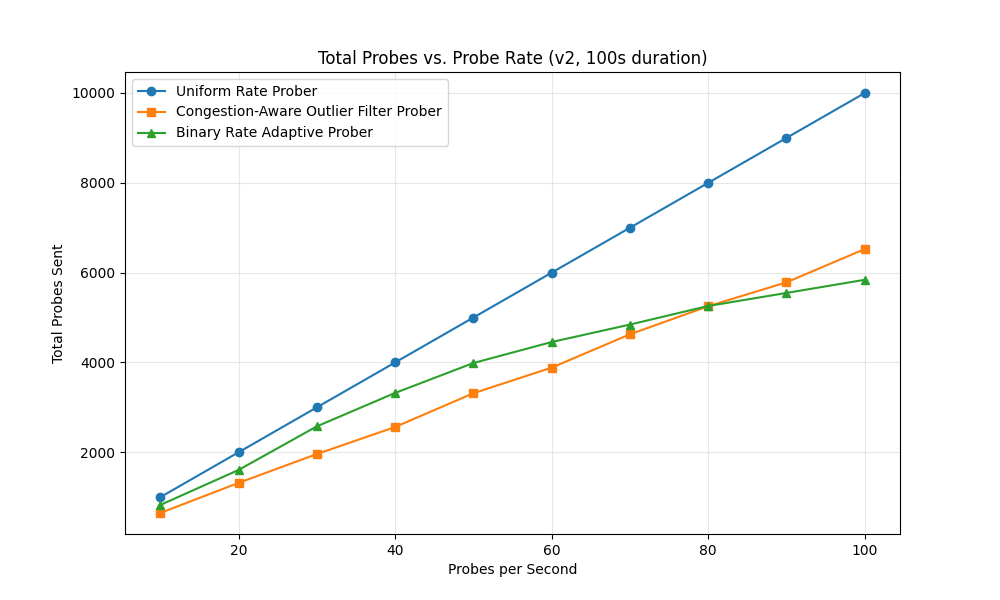 Total Probes vs. Probe Rate (v2, 100s duration)
Uniform Rate Prober
Congestion-Aware Outlier Filter Prober
Binary Rate Adaptive Prober
Total Probes Sent
10000
8000
6000
4000
2000
20
40
60
80
100
Probes per Second